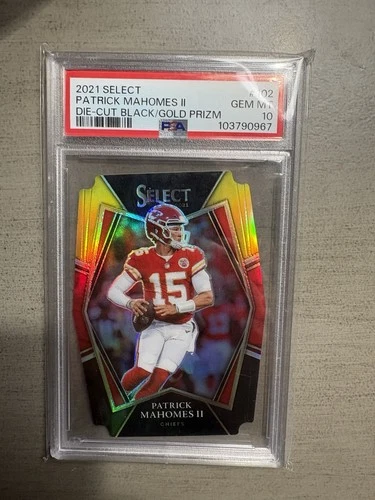 2021 SELECT
PATRICK MAHOMES II
DIE-CUT BLACK/GOLD PRIZM
GEM MT
10
PSA
103790967
SELECT
15
PATRICK
MAHOMES II
CHIEFS